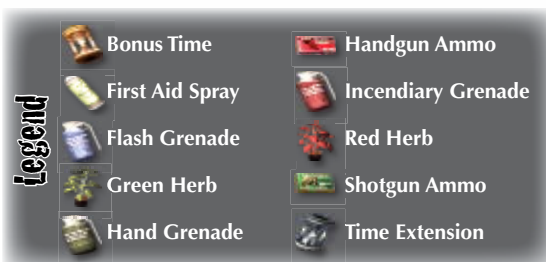 Legend
Bonus Time
First Aid Spray
Flash Grenade
Green Herb
Hand Grenade
Handgun Ammo
Incendiary Grenade
Red Herb
Shotgun Ammo
Time Extension